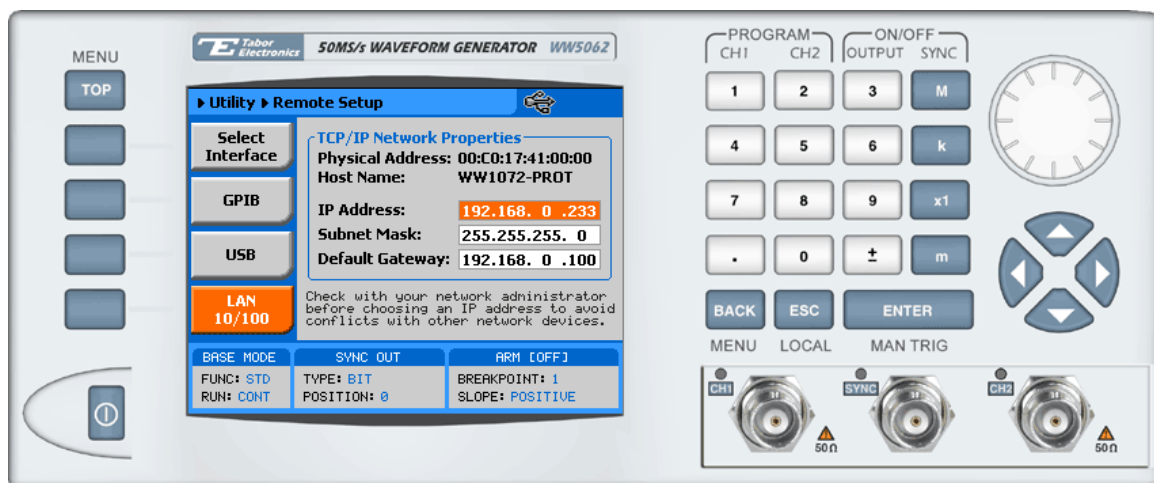 MENU
TOP
Tabor
Electronics
50MS/s WAVEFORM GENERATOR WW5062
Utility Remote Setup
Select
Interface
GPIB
USB
LAN
10/100
TCP/IP Network Properties
Physical Address: 00:C0:17:41:00:00
Host Name: WW1072-PROT
IP Address: 192.168. 0 .233
Subnet Mask: 255.255.255. 0
Default Gateway: 192.168. 0 .100
Check with your network administrator
before choosing an IP address to avoid
conflicts with other network devices.
BASE MODE SYNC OUT ARM [OFF]
FUNC: STD TYPE: BIT BREAKPOINT: 1
RUN: CONT POSITION: 0 SLOPE: POSITIVE
PROGRAM ON/OFF
CH1 CH2 OUTPUT SYNC
1 2 3 M
4 5 6 k
7 8 9 x1
. 0 ± m
BACK ESC ENTER
MENU LOCAL MAN TRIG
CH1 SYNC CH2
50Ω 50Ω